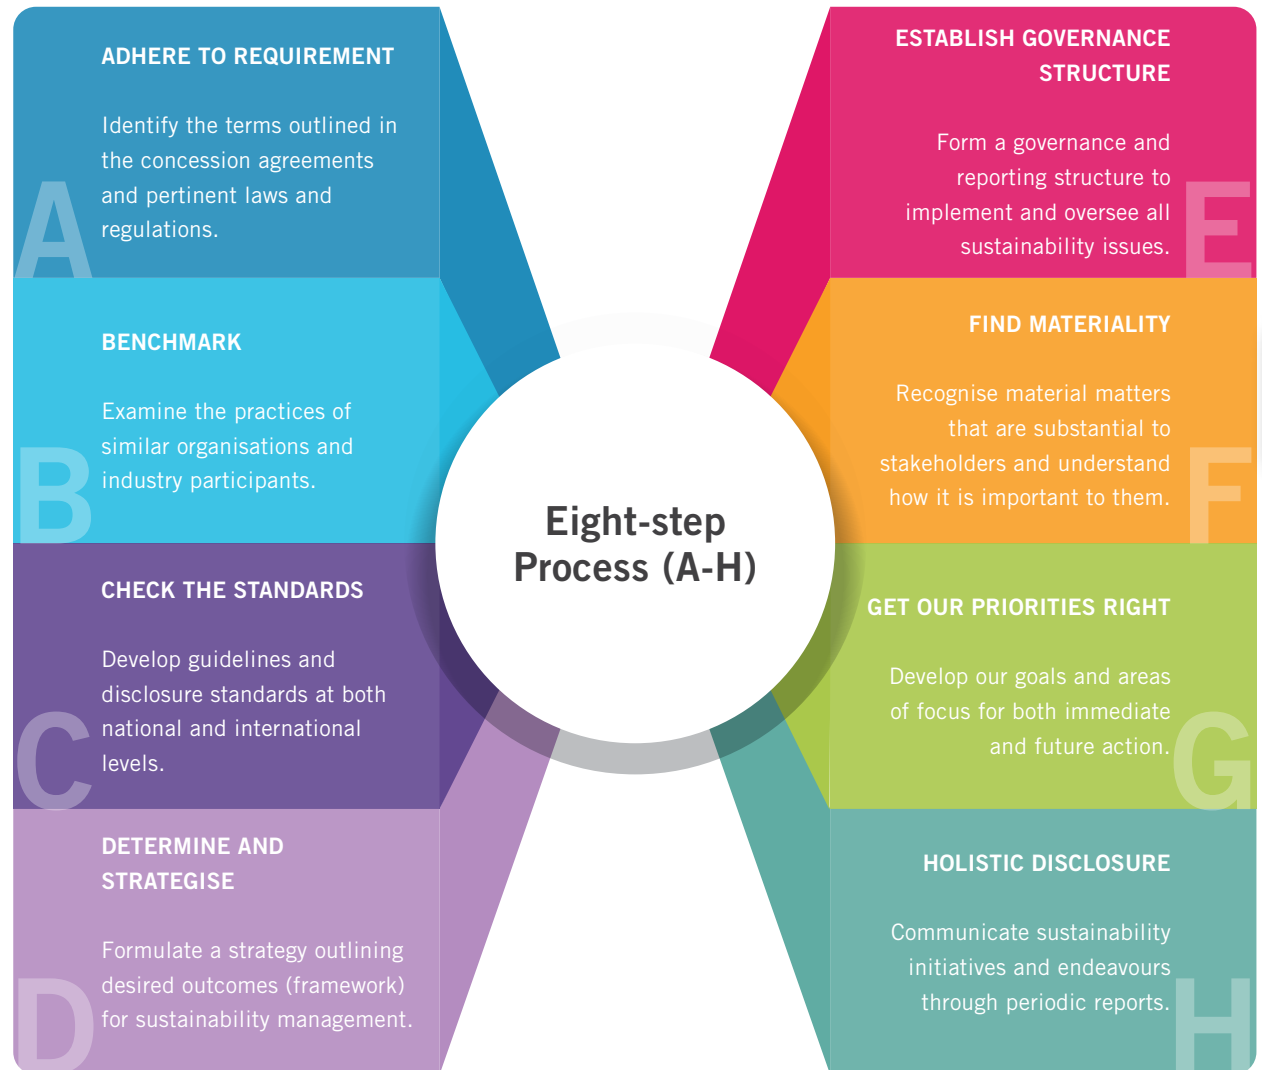 ADHERE TO REQUIREMENT
Identify the terms outlined in
the concession agreements
and pertinent laws and
regulations.
A
BENCHMARK
Examine the practices of
similar organisations and
industry participants.
B
CHECK THE STANDARDS
Develop guidelines and
disclosure standards at both
national and international
levels.
C
DETERMINE AND
STRATEGISE
Formulate a strategy outlining
desired outcomes (framework)
for sustainability management.
D
Eight-step
Process (A-H)
ESTABLISH GOVERNANCE
STRUCTURE
Form a governance and
reporting structure to
implement and oversee all
sustainability issues.
E
FIND MATERIALITY
Recognise material matters
that are substantial to
stakeholders and understand
how it is important to them.
F
GET OUR PRIORITIES RIGHT
Develop our goals and areas
of focus for both immediate
and future action.
G
HOLISTIC DISCLOSURE
Communicate sustainability
initiatives and endeavours
through periodic reports.
H